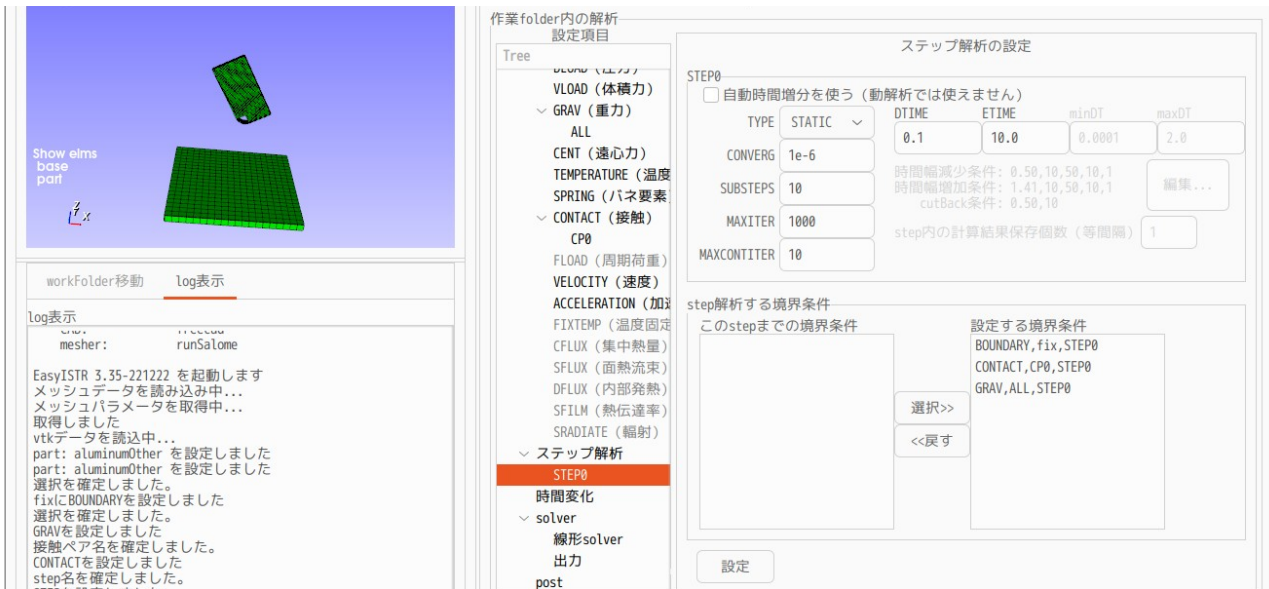 Show elms
base
part
Z
X
workFolder移動 log表示
log表示
mesher: runSalome
EasyISTR 3.35-221222 を起動します
メッシュデータを読み込み中...
メッシュパラメータを取得中...
取得しました
vtkデータを読込中...
part: aluminumOther を設定しました
part: aluminumOther を設定しました
選択を確定しました。
fixにBOUNDARYを設定しました
選択を確定しました。
GRAVを設定しました
接触ペア名を確定しました。
CONTACTを設定しました
step名を確定しました。
作業folder内の解析
設定項目
Tree
DLOAD (圧力)
VLOAD (体積力)
GRAV (重力)
ALL
CENT (遠心力)
TEMPERATURE (温度
SPRING (バネ要素
CONTACT (接触)
CP0
FLOAD (周期荷重)
VELOCITY (速度)
ACCELERATION (加速
FIXTEMP (温度固定
CFLUX (集中熱量)
SFLUX (面熱流束)
DFLUX (内部発熱)
SFILM (熱伝達率)
SRADIATE (輻射)
ステップ解析
STEP0
時間変化
solver
線形solver
出力
post
ステップ解析の設定
STEP0
自動時間増分を使う (動解析では使えません)
TYPE STATIC
CONVERG 1e-6
SUBSTEPS 10
MAXITER 1000
MAXCONTITER 10
DTIME ETIME minDT maxDT
0.1 10.0 0.0001 2.0
時間幅減少条件: 0.50,10,50,10,1
時間幅増加条件: 1.41,10,50,10,1
cutBack条件: 0.50,10
編集...
step内の計算結果保存個数 (等間隔) 1
step解析する境界条件
このstepまでの境界条件
選択>>
<<戻す
設定する境界条件
BOUNDARY,fix,STEP0
CONTACT,CP0,STEP0
GRAV,ALL,STEP0
設定